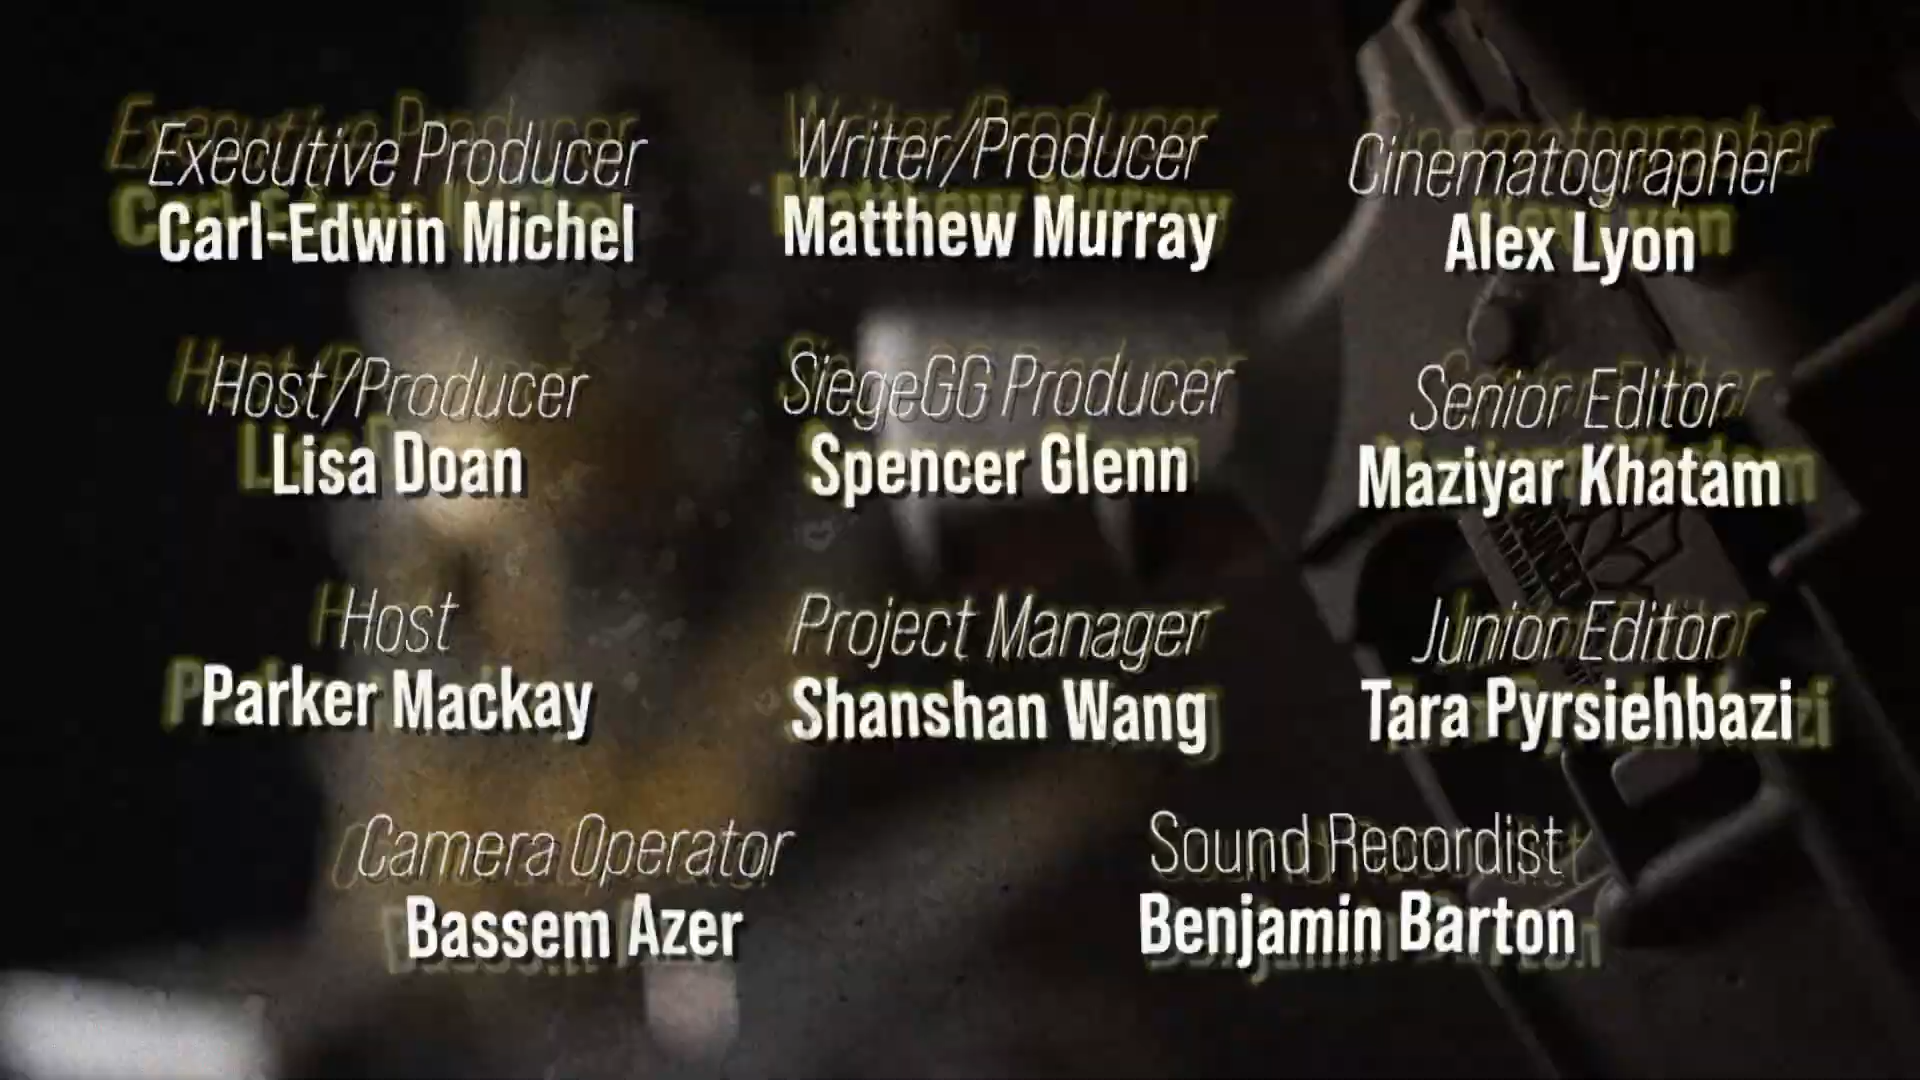 Executive Producer
Carl-Edwin Michel
Writer/Producer
Matthew Murray
Cinematographer
Alex Lyon
Host/Producer
Lisa Doan
SiegeGG Producer
Spencer Glenn
Senior Editor
Maziyar Khatam
Host
Parker Mackay
Project Manager
Shanshan Wang
Junior Editor
Tara Pyrsiehbazi
Camera Operator
Bassem Azer
Sound Recordist
Benjamin Barton